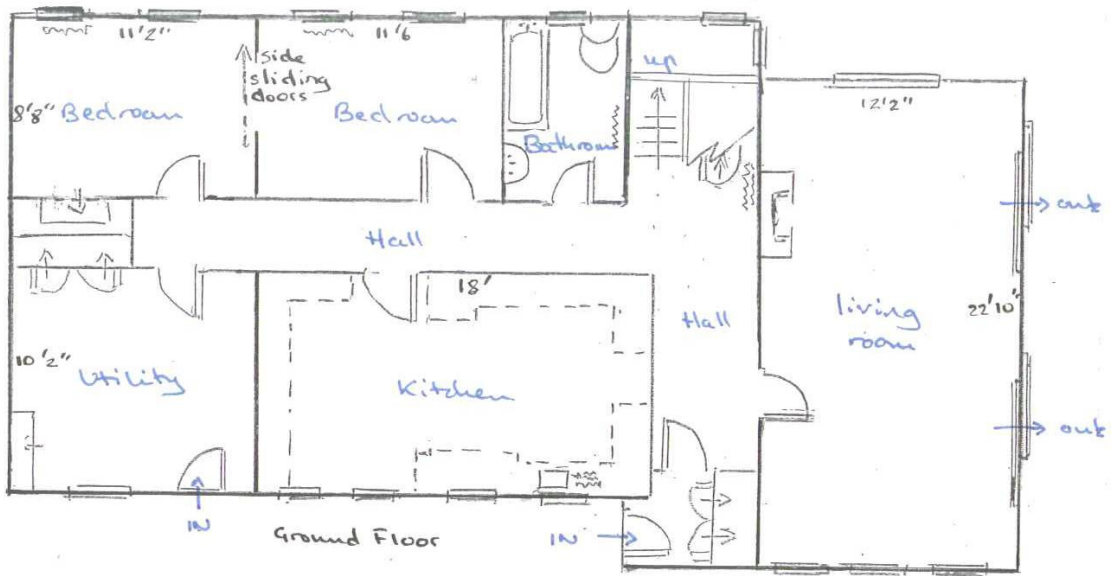 11'2"
11'6
side
sliding
doors
8'8" Bedroom
Bedroom
Bathroom
up
12'2"
out
Hall
18'
Hall
living
room
22'10"
10'2"
Utility
Kitchen
out
IN
Ground Floor
IN